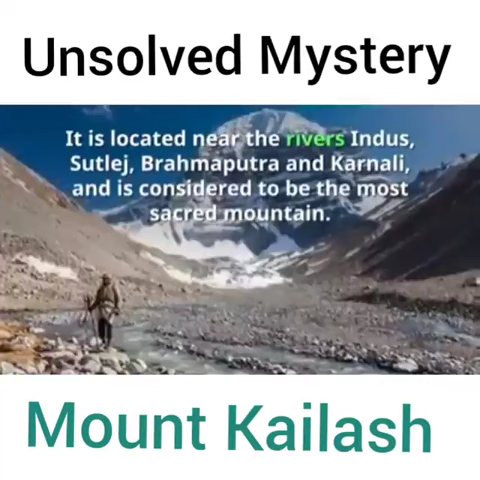 Unsolved Mystery
It is located near the rivers Indus,
Sutlej, Brahmaputra and Karnali,
and is considered to be the most
sacred mountain.
Mount Kailash